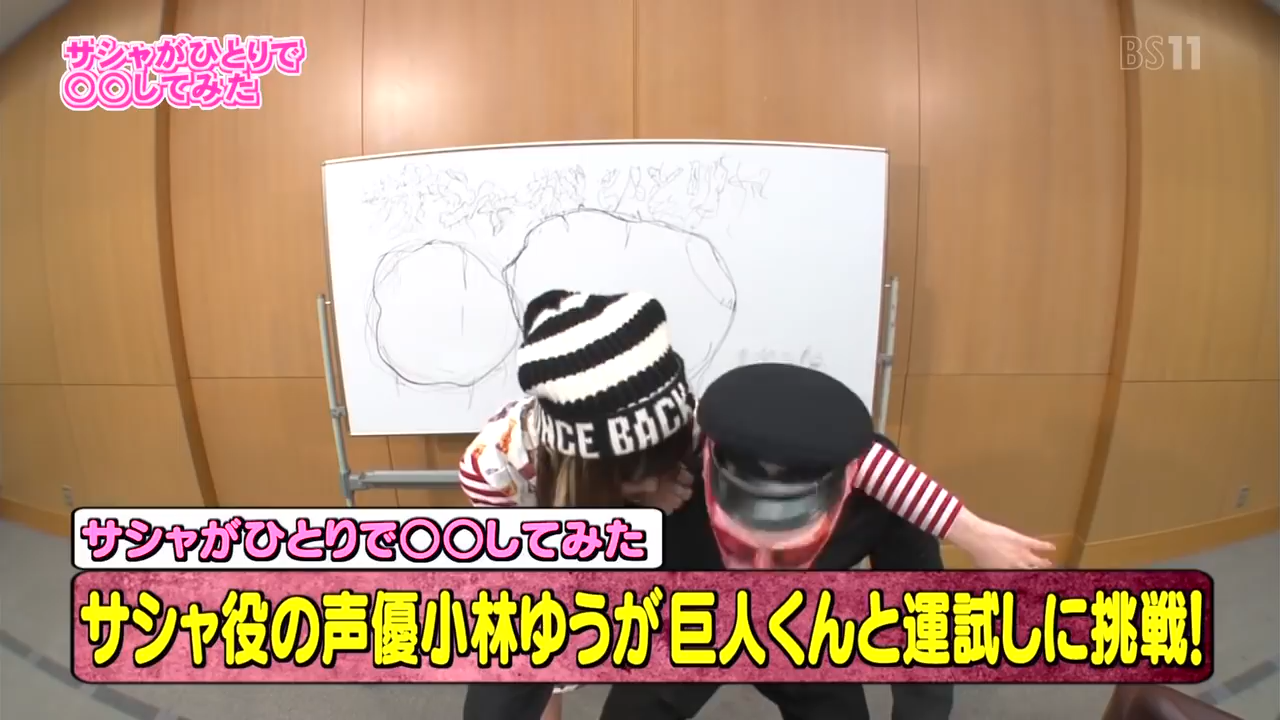 サシャがひとりで
〇〇してみた
BS11
NCE BACK
サシャがひとりで〇〇してみた
サシャ役の声優小林ゆうが巨人くんと運試しに挑戦!